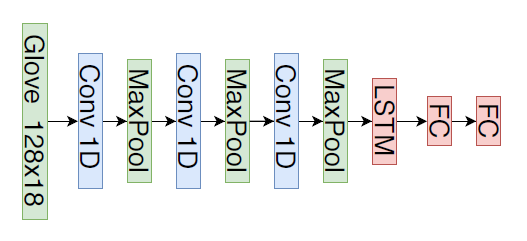 Glove 128x18
Conv 1D
MaxPool
Conv 1D
MaxPool
Conv 1D
MaxPool
LSTM
FC
FC